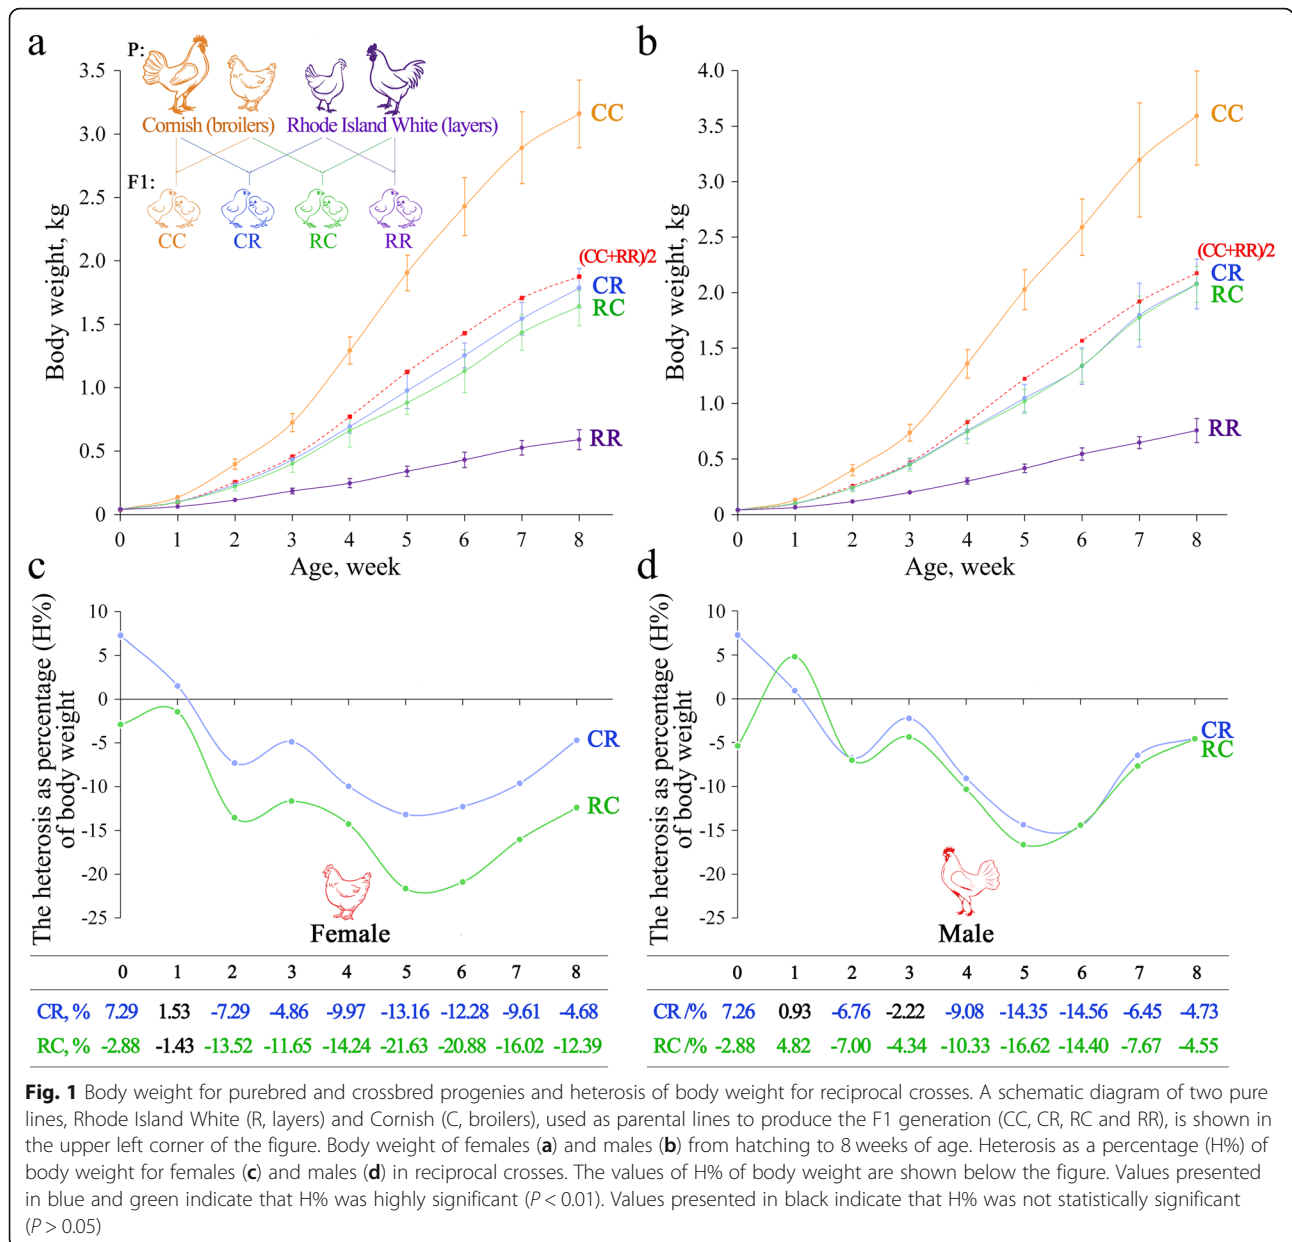 a
P:
Cornish (broilers) Rhode Island White (layers)
F1:
CC CR RC RR
Body weight, kg
3.5
3.0
2.5
2.0
1.5
1.0
0.5
0
CC
(CC+RR)/2
CR
RC
RR
0 1 2 3 4 5 6 7 8
Age, week
b
Body weight, kg
4.0
3.5
3.0
2.5
2.0
1.5
1.0
0.5
0
CC
(CC+RR)/2
CR
RC
RR
0 1 2 3 4 5 6 7 8
Age, week
c
The heterosis as percentage (H%)
of body weight
10
5
0
-5
-10
-15
-20
-25
CR
RC
Female
0 1 2 3 4 5 6 7 8
CR, % 7.29 1.53 -7.29 -4.86 -9.97 -13.16 -12.28 -9.61 -4.68
RC, % -2.88 -1.43 -13.52 -11.65 -14.24 -21.63 -20.88 -16.02 -12.39
d
The heterosis as percentage (H%)
of body weight
10
5
0
-5
-10
-15
-20
-25
CR
RC
Male
0 1 2 3 4 5 6 7 8
CR /% 7.26 0.93 -6.76 -2.22 -9.08 -14.35 -14.56 -6.45 -4.73
RC /% -2.88 4.82 -7.00 -4.34 -10.33 -16.62 -14.40 -7.67 -4.55
Fig. 1 Body weight for purebred and crossbred progenies and heterosis of body weight for reciprocal crosses. A schematic diagram of two pure
lines, Rhode Island White (R, layers) and Cornish (C, broilers), used as parental lines to produce the F1 generation (CC, CR, RC and RR), is shown in
the upper left corner of the figure. Body weight of females (a) and males (b) from hatching to 8 weeks of age. Heterosis as a percentage (H%) of
body weight for females (c) and males (d) in reciprocal crosses. The values of H% of body weight are shown below the figure. Values presented
in blue and green indicate that H% was highly significant (P < 0.01). Values presented in black indicate that H% was not statistically significant
(P > 0.05)